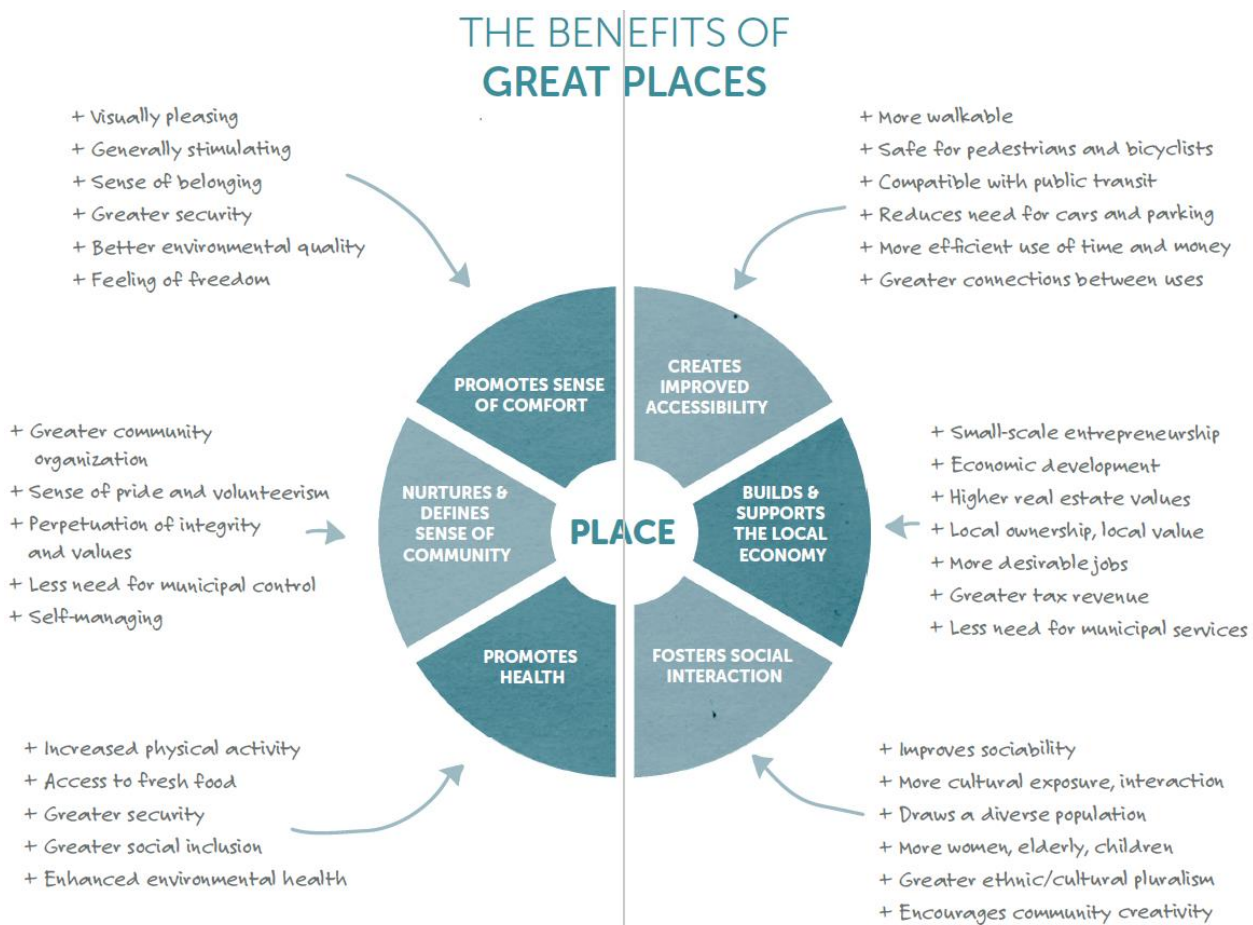 THE BENEFITS OF
GREAT PLACES
+ Visually pleasing
+ Generally stimulating
+ Sense of belonging
+ Greater security
+ Better environmental quality
+ Feeling of freedom
+ More walkable
+ Safe for pedestrians and bicyclists
+ Compatible with public transit
+ Reduces need for cars and parking
+ More efficient use of time and money
+ Greater connections between uses
PROMOTES SENSE
OF COMFORT
CREATES
IMPROVED
ACCESSIBILITY
+ Greater community
organization
+ Sense of pride and volunteerism
+ Perpetuation of integrity
and values
+ Less need for municipal control
+ Self-managing
NURTURES &
DEFINES
SENSE OF
COMMUNITY
PLACE
BUILDS &
SUPPORTS
THE LOCAL
ECONOMY
+ Small-scale entrepreneurship
+ Economic development
+ Higher real estate values
+ Local ownership, local value
+ More desirable jobs
+ Greater tax revenue
+ Less need for municipal services
PROMOTES
HEALTH
FOSTERS SOCIAL
INTERACTION
+ Increased physical activity
+ Access to fresh food
+ Greater security
+ Greater social inclusion
+ Enhanced environmental health
+ Improves sociability
+ More cultural exposure, interaction
+ Draws a diverse population
+ More women, elderly, children
+ Greater ethnic/cultural pluralism
+ Encourages community creativity